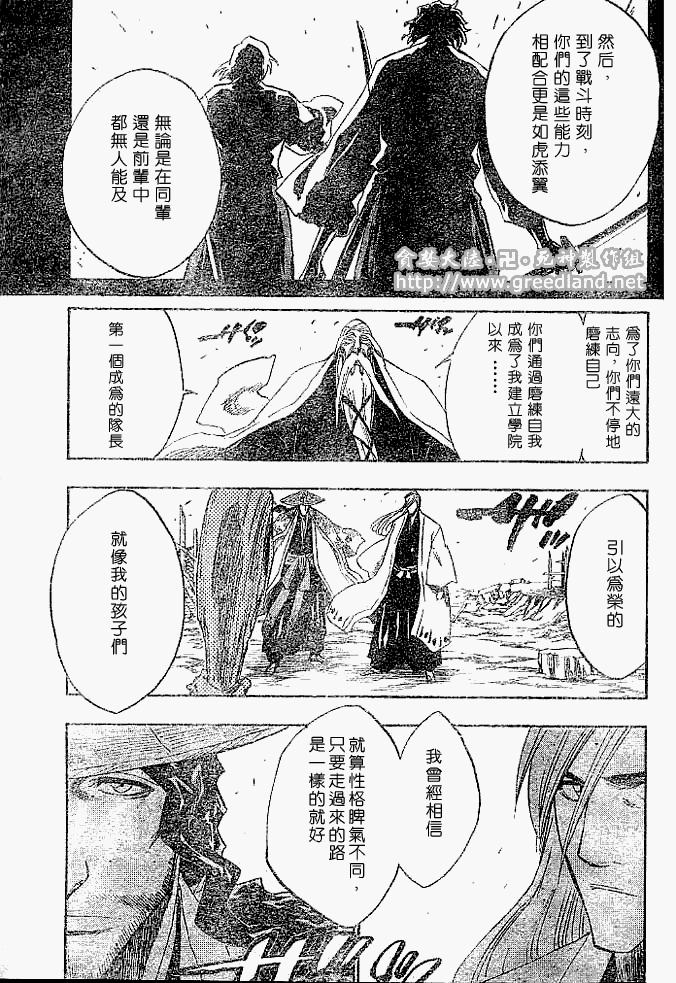 然后，
到了戰斗時刻，
你們的這些能力
相配合更是如虎添翼
無論是在同輩
還是前輩中
都無人能及
貪婪大陸·卍·死神製作組
http://www.greedland.net
爲了你們遠大的
志向，你們不停地
磨練自己
你們通過磨練自我
成爲了我建立學院
以來……
第一個成爲的隊長
引以爲榮的
就像我的孩子們
我曾經相信
就算性格脾氣不同，
只要走過來的路
是一樣的就好